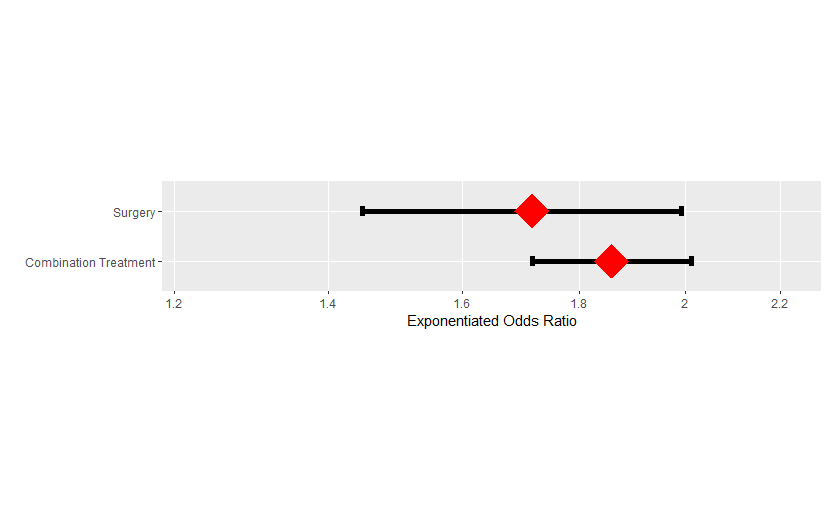 Surgery
Combination Treatment
1.2 1.4 1.6 1.8 2 2.2
Exponentiated Odds Ratio